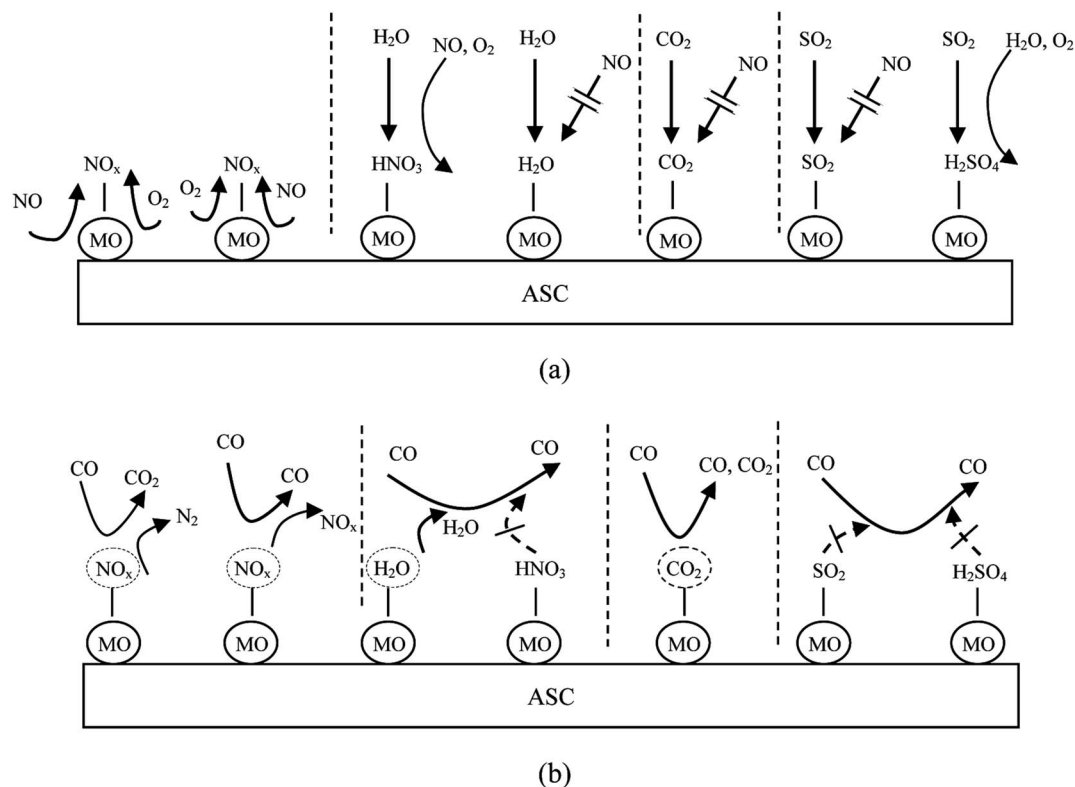 H₂O
NO, O₂
H₂O
NO
CO₂
NO
SO₂
NO
SO₂
H₂O, O₂
NOₓ
NOₓ
HNO₃
H₂O
CO₂
SO₂
H₂SO₄
NO
O₂
O₂
NO
MO
MO
MO
MO
MO
MO
MO
ASC
(a)
CO
CO₂
N₂
CO
CO
NOₓ
CO
CO
H₂O
CO
CO, CO₂
CO
CO
NOₓ
NOₓ
H₂O
HNO₃
CO₂
SO₂
H₂SO₄
MO
MO
MO
MO
MO
MO
MO
ASC
(b)